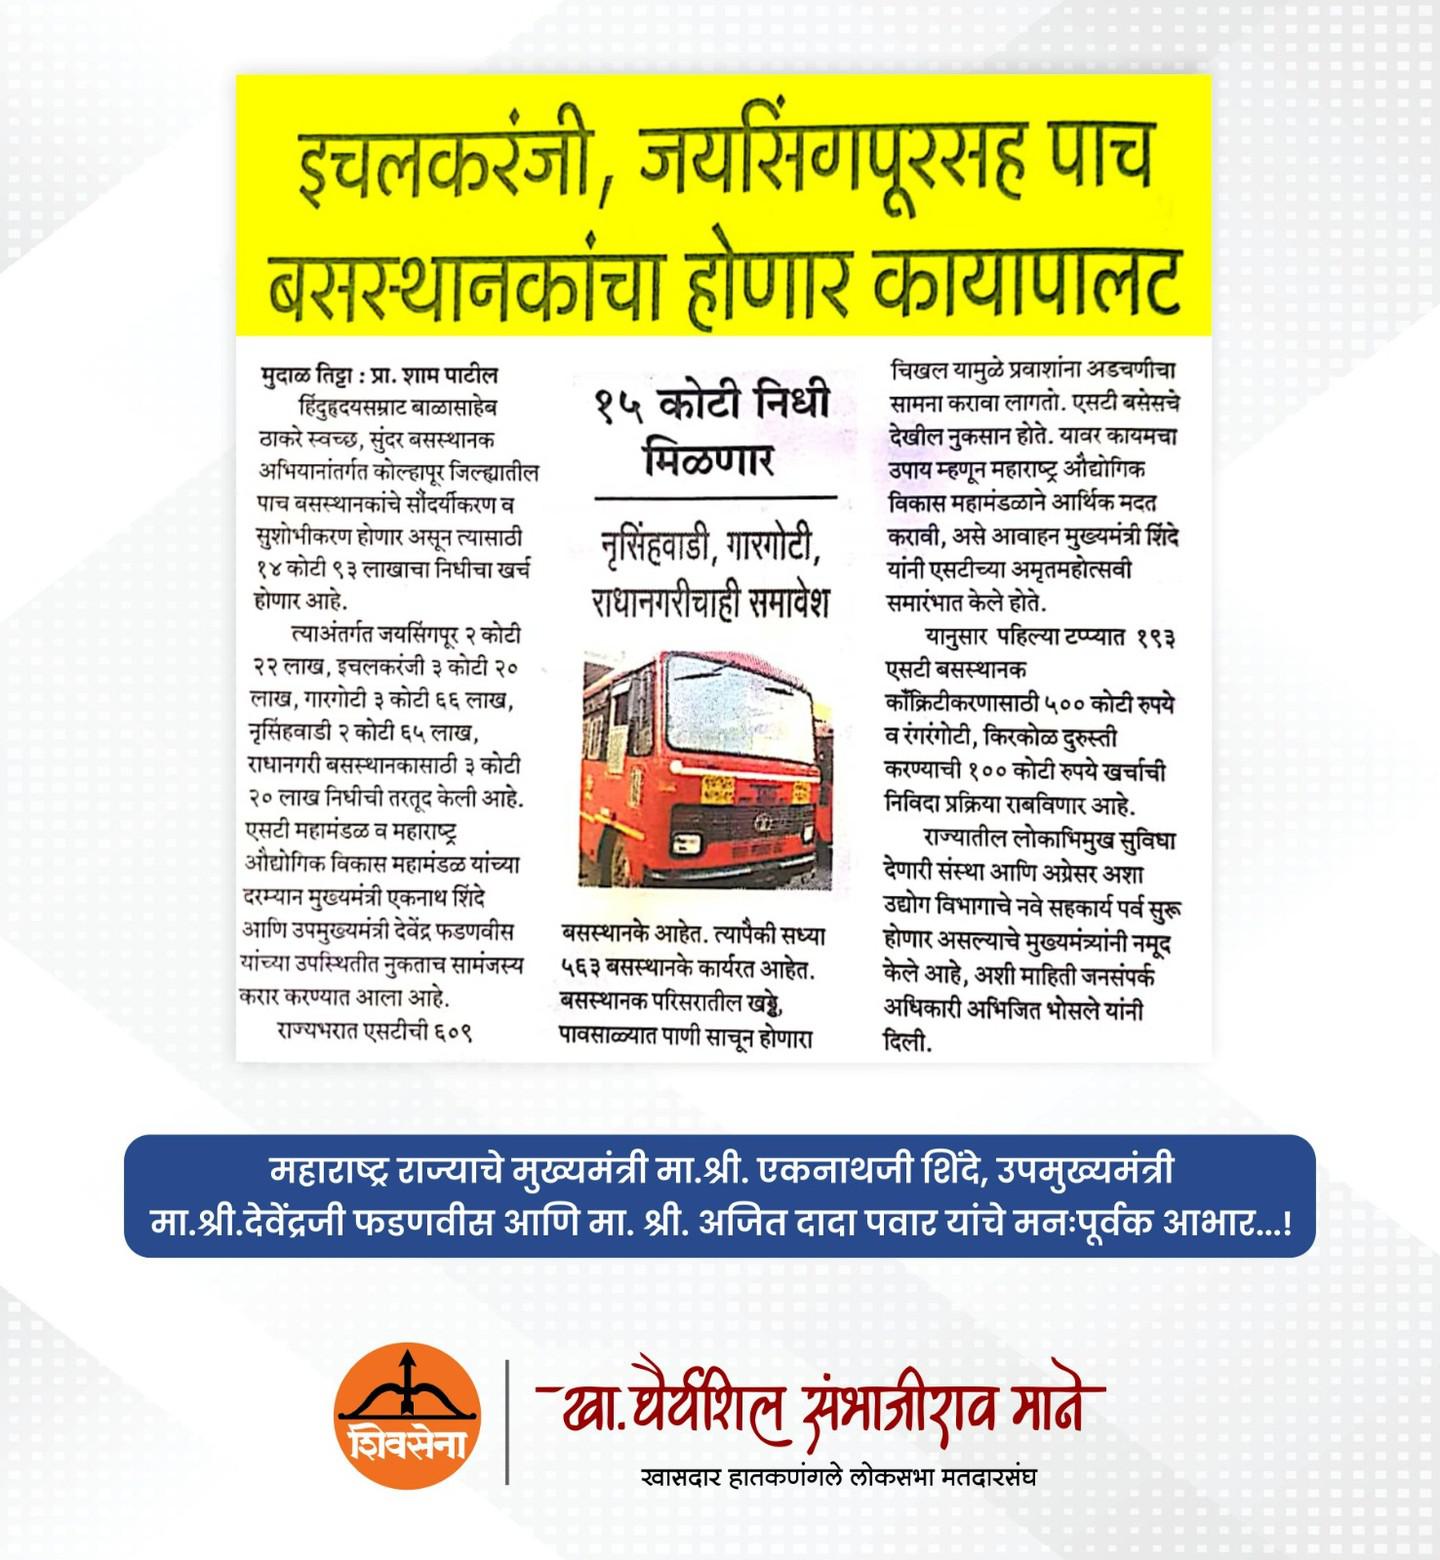 इचलकरंजी, जयसिंगपूरसह पाच
बसस्थानकांचा होणार कायापालट
मुदाळ तिट्टा : प्रा. शाम पाटील
हिंदुहृदयसम्राट बाळासाहेब
ठाकरे स्वच्छ, सुंदर बसस्थानक
अभियानांतर्गत कोल्हापूर जिल्ह्यातील
पाच बसस्थानकांचे सौंदर्यीकरण व
सुशोभीकरण होणार असून त्यासाठी
१४ कोटी ९३ लाखाचा निधीचा खर्च
होणार आहे.
त्याअंतर्गत जयसिंगपूर २ कोटी
२२ लाख, इचलकरंजी ३ कोटी २०
लाख, गारगोटी ३ कोटी ६६ लाख,
नृसिंहवाडी २ कोटी ६५ लाख,
राधानगरी बसस्थानकासाठी ३ कोटी
२० लाख निधीची तरतूद केली आहे.
एसटी महामंडळ व महाराष्ट्र
औद्योगिक विकास महामंडळ यांच्या
दरम्यान मुख्यमंत्री एकनाथ शिंदे
आणि उपमुख्यमंत्री देवेंद्र फडणवीस
यांच्या उपस्थितीत नुकताच सामंजस्य
करार करण्यात आला आहे.
राज्यभरात एसटीची ६०९
१५ कोटी निधी
मिळणार
नृसिंहवाडी, गारगोटी,
राधानगरीचाही समावेश
बसस्थानके आहेत. त्यापैकी सध्या
५६३ बसस्थानके कार्यरत आहेत.
बसस्थानक परिसरातील खड्डे,
पावसाळ्यात पाणी साचून होणारा
चिखल यामुळे प्रवाशांना अडचणीचा
सामना करावा लागतो. एसटी बसेसचे
देखील नुकसान होते. यावर कायमचा
उपाय म्हणून महाराष्ट्र औद्योगिक
विकास महामंडळाने आर्थिक मदत
करावी, असे आवाहन मुख्यमंत्री शिंदे
यांनी एसटीच्या अमृतमहोत्सवी
समारंभात केले होते.
यानुसार पहिल्या टप्प्यात १९३
एसटी बसस्थानक
काँक्रिटीकरणासाठी ५०० कोटी रुपये
व रंगरंगोटी, किरकोळ दुरुस्ती
करण्याची १०० कोटी रुपये खर्चाची
निविदा प्रक्रिया राबविणार आहे.
राज्यातील लोकाभिमुख सुविधा
देणारी संस्था आणि अग्रेसर अशा
उद्योग विभागाचे नवे सहकार्य पर्व सुरू
होणार असल्याचे मुख्यमंत्र्यांनी नमूद
केले आहे, अशी माहिती जनसंपर्क
अधिकारी अभिजित भोसले यांनी
दिली.
महाराष्ट्र राज्याचे मुख्यमंत्री मा.श्री. एकनाथजी शिंदे, उपमुख्यमंत्री
मा.श्री.देवेंद्रजी फडणवीस आणि मा. श्री. अजित दादा पवार यांचे मनःपूर्वक आभार...!
शिवसेना
खा.धैर्यशिल संभाजीराव माने
खासदार हातकणंगले लोकसभा मतदारसंघ